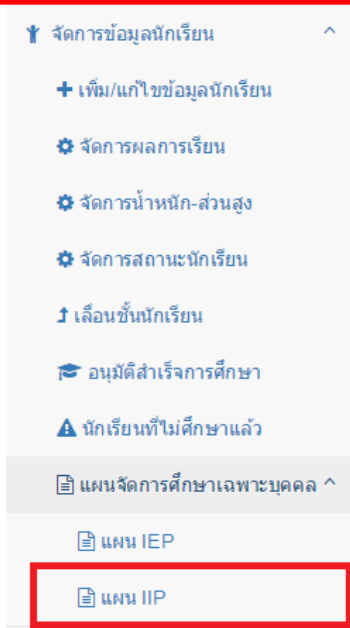 จัดการข้อมูลนักเรียน
เพิ่ม/แก้ไขข้อมูลนักเรียน
จัดการผลการเรียน
จัดการน้ำหนัก-ส่วนสูง
จัดการสถานะนักเรียน
เลื่อนชั้นนักเรียน
อนุมัติสำเร็จการศึกษา
นักเรียนที่ไม่ศึกษาแล้ว
แผนจัดการศึกษาเฉพาะบุคคล
แผน IEP
แผน IIP